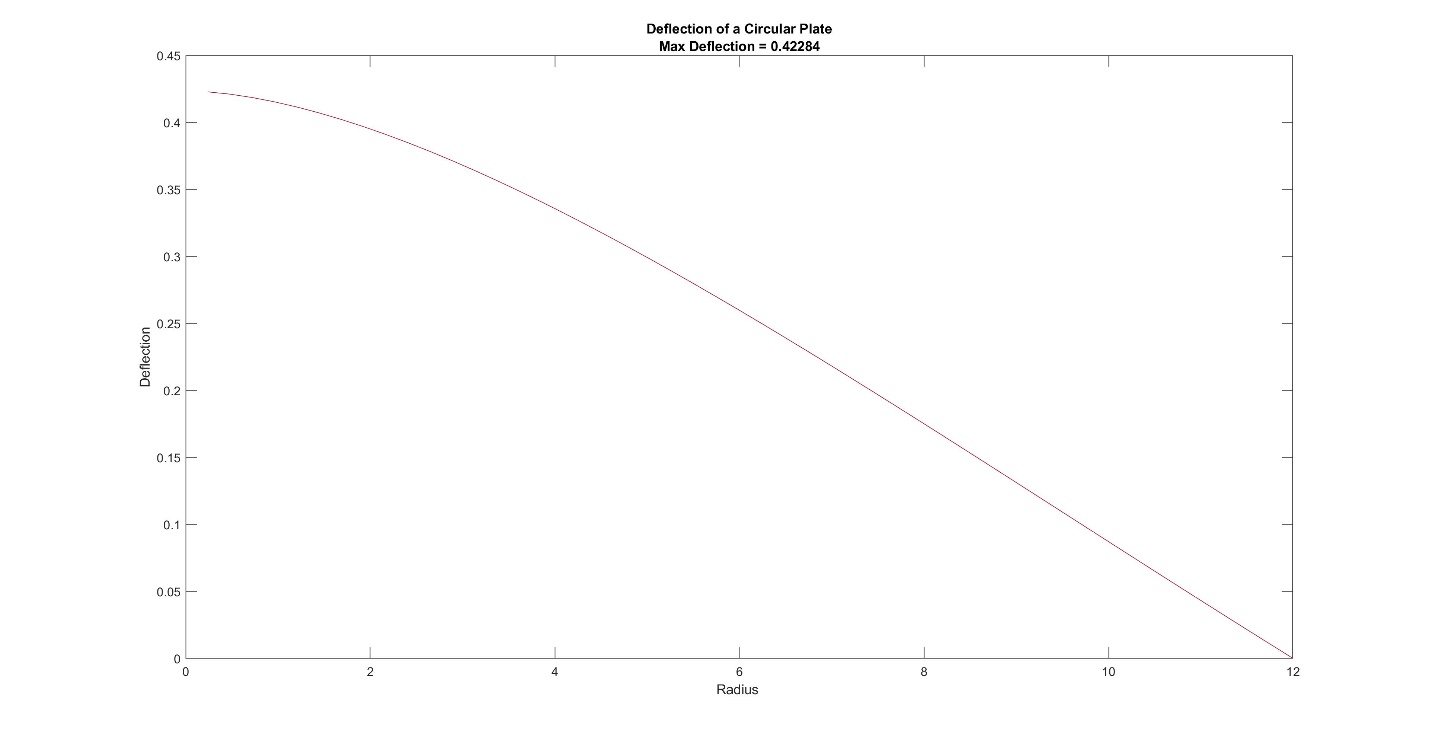 Deflection of a Circular Plate
Max Deflection = 0.42284
0.45
0.4
0.35
0.3
0.25
0.2
0.15
0.1
0.05
0
Deflection
0 2 4 6 8 10 12
Radius